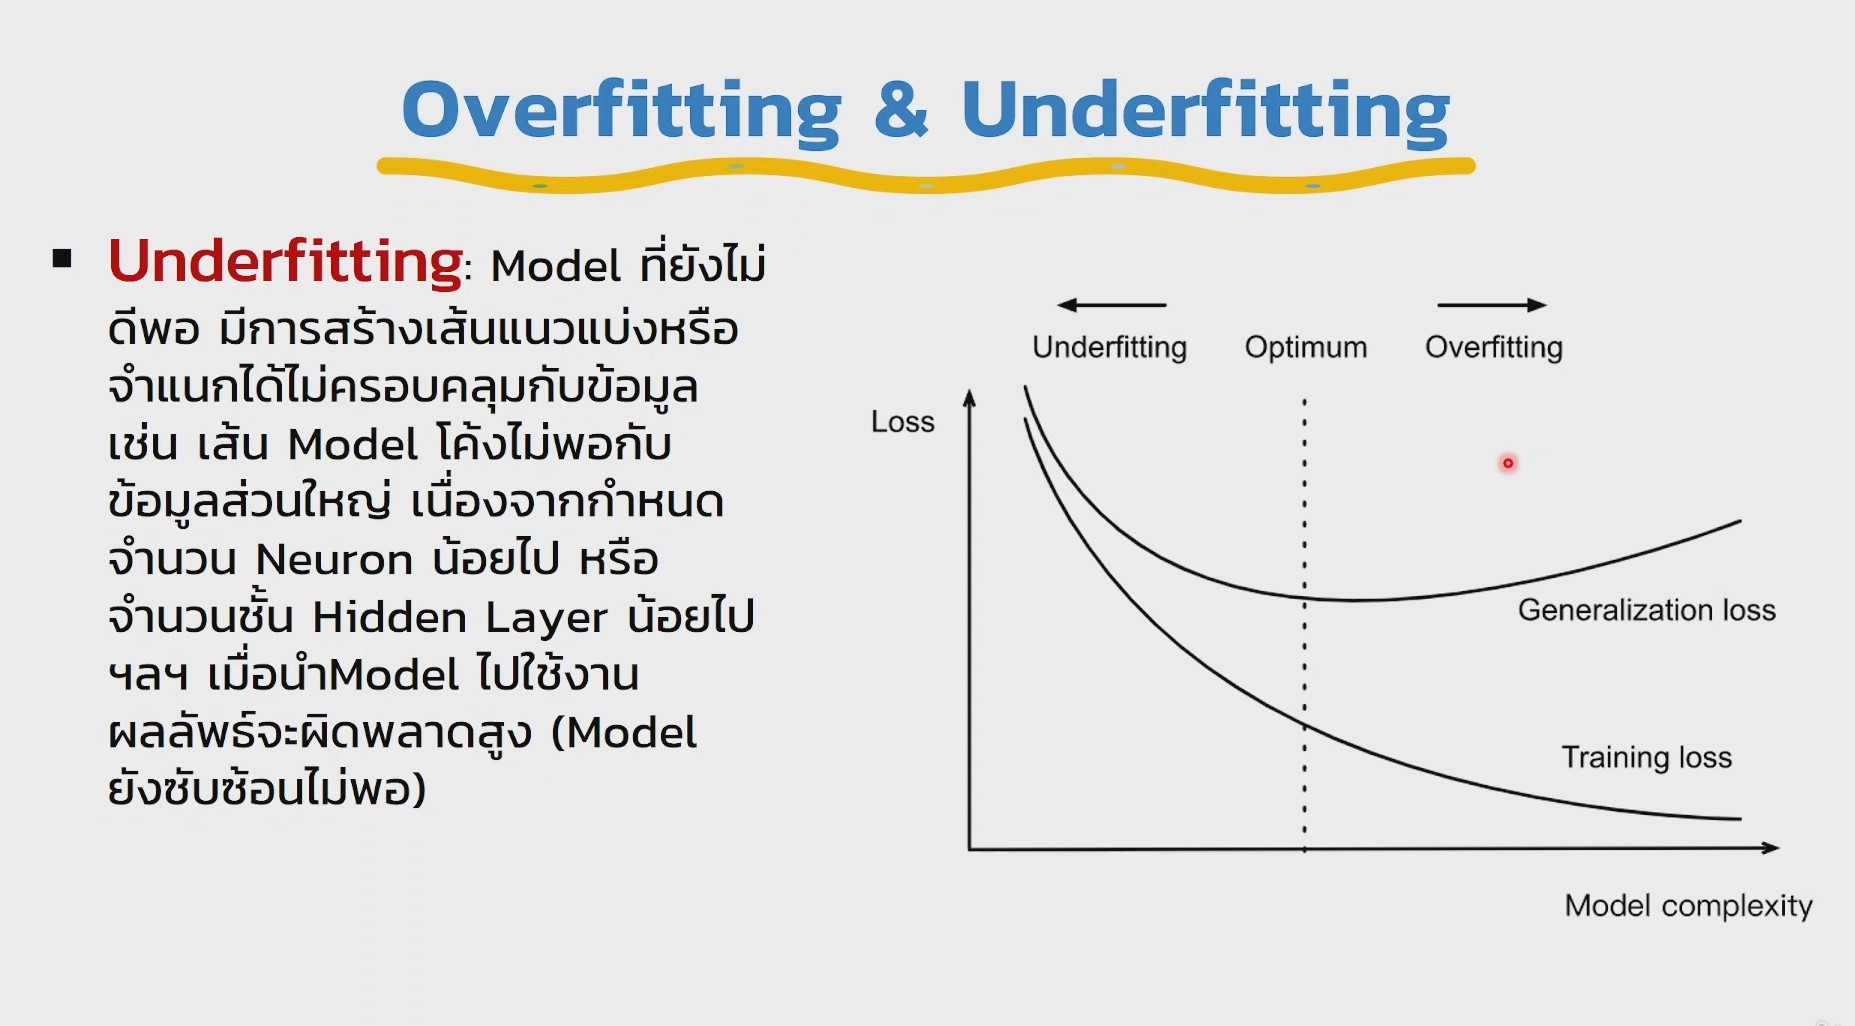 Overfitting & Underfitting
Underfitting: Model ที่ยังไม่
ดีพอ มีการสร้างเส้นแนวแบ่งหรือ
จำแนกได้ไม่ครอบคลุมกับข้อมูล
เช่น เส้น Model โค้งไม่พอกับ
ข้อมูลส่วนใหญ่ เนื่องจากกำหนด
จำนวน Neuron น้อยไป หรือ
จำนวนชั้น Hidden Layer น้อยไป
ฯลฯ เมื่อนำModel ไปใช้งาน
ผลลัพธ์จะผิดพลาดสูง (Model
ยังซับซ้อนไม่พอ)
Underfitting Optimum Overfitting
Loss
Generalization loss
Training loss
Model complexity